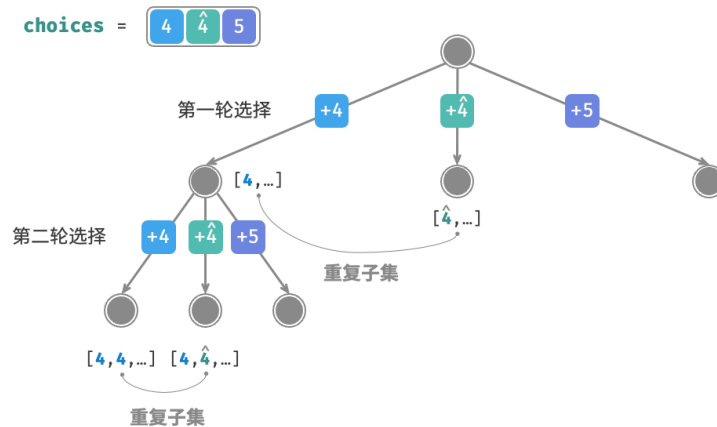 choices = 4 4̂ 5
第一轮选择 +4 +4̂ +5
[4,…]
[4̂,…]
第二轮选择 +4 +4̂ +5
重复子集
[4,4,…] [4,4̂,…]
重复子集